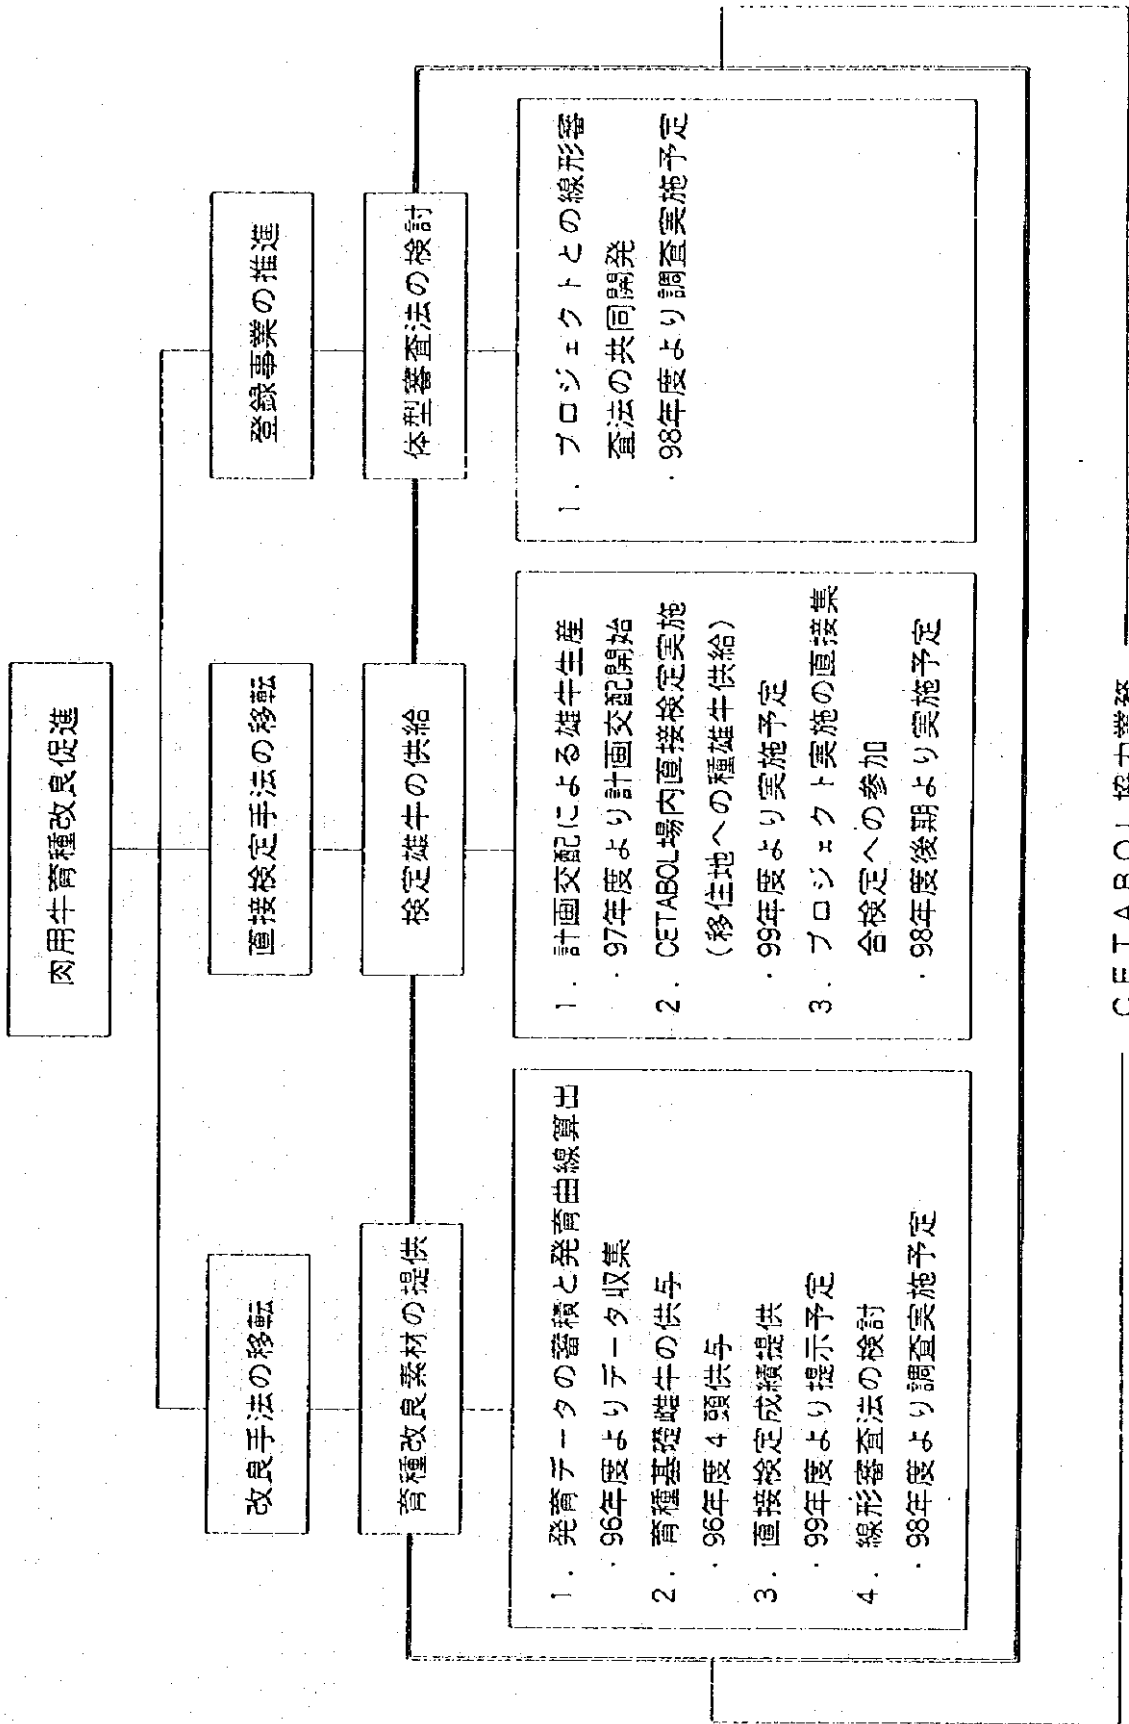 肉用牛育種改良促進
改良手法の移転
直接検定手法の移転
登録事業の推進
育種改良素材の提供
検定雄牛の供給
体型審査法の検討
1. 発育データの蓄積と発育曲線算出
・96年度よりデータ収集
2. 育種基礎雌牛の供与
・96年度4頭供与
3. 直接検定成績提供
・99年度より提示予定
4. 線形審査法の検討
・98年度より調査実施予定
1. 計画交配による雄牛生産
・97年度より計画交配開始
2. CETABOL場内直接検定実施
(移住地への種雄牛供給)
・99年度より実施予定
3. プロジェクト実施の直接集
合検定への参加
・98年度後期より実施予定
1. プロジェクトとの線形審
査法の共同開発
・98年度より調査実施予定
CETABOL 協力業務